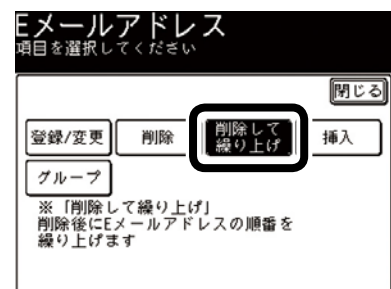 Eメールアドレス
項目を選択してください
閉じる
登録/変更 削除 削除して 挿入
繰り上げ
グループ
※「削除して繰り上げ」
削除後にEメールアドレスの順番を
繰り上げます